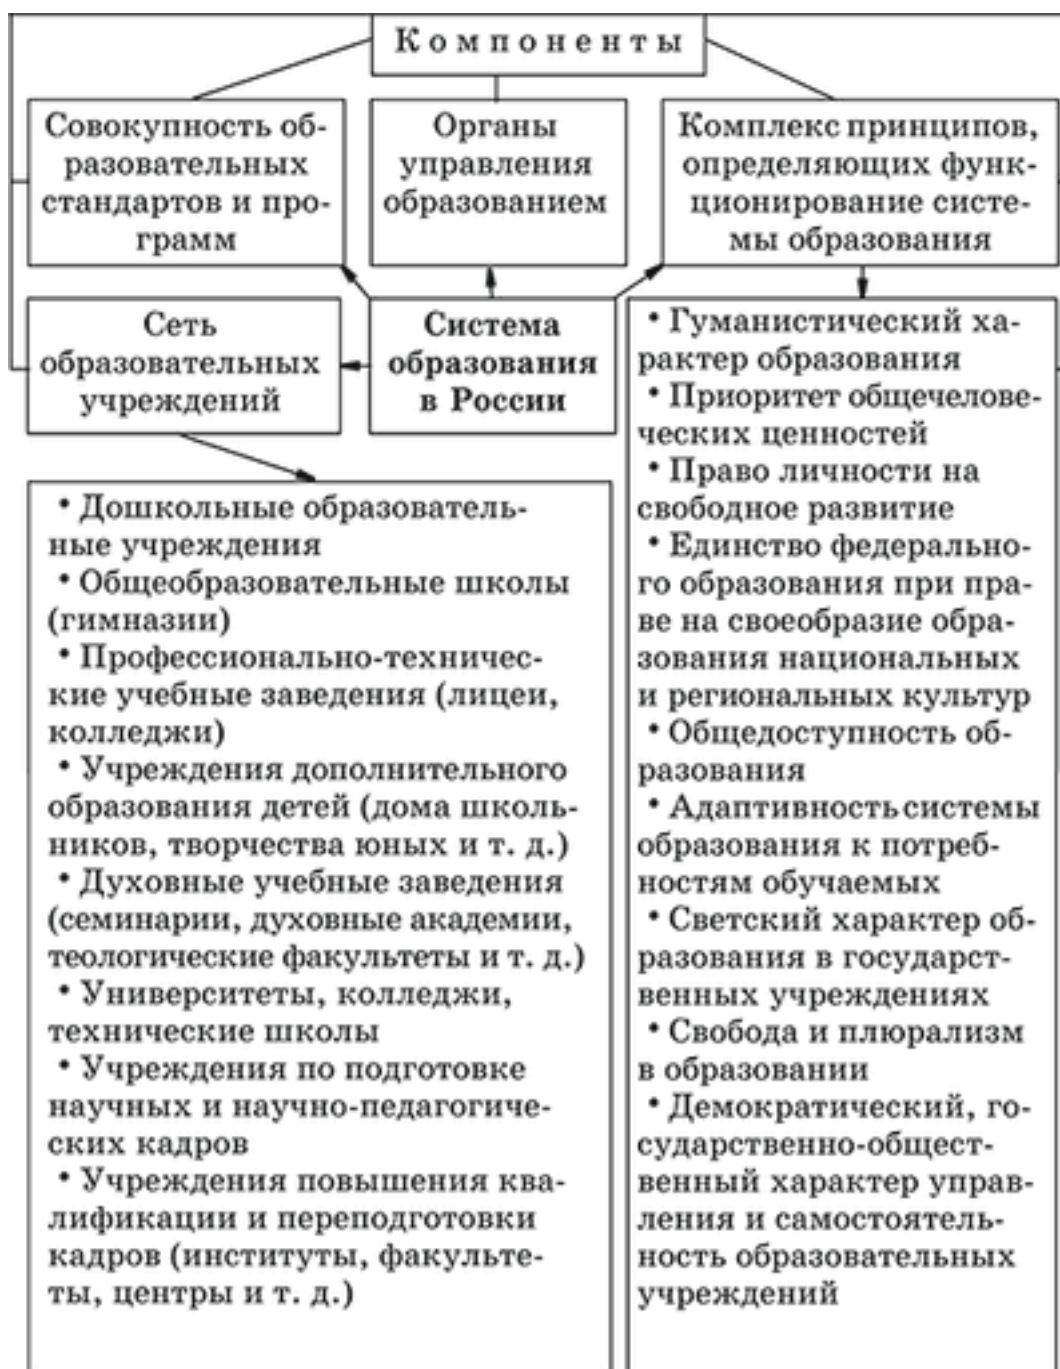 Компоненты
Совокупность об-
разовательных
стандартов и про-
грамм
Органы
управления
образованием
Комплекс принципов,
определяющих функ-
ционирование систе-
мы образования
Сеть
образовательных
учреждений
Система
образования
в России
• Дошкольные образователь-
ные учреждения
• Общеобразовательные школы
(гимназии)
• Профессионально-техничес-
кие учебные заведения (лицеи,
колледжи)
• Учреждения дополнительного
образования детей (дома школь-
ников, творчества юных и т. д.)
• Духовные учебные заведения
(семинарии, духовные академии,
теологические факультеты и т. д.)
• Университеты, колледжи,
технические школы
• Учреждения по подготовке
научных и научно-педагогиче-
ских кадров
• Учреждения повышения ква-
лификации и переподготовки
кадров (институты, факульте-
ты, центры и т. д.)
• Гуманистический ха-
рактер образования
• Приоритет общечелове-
ческих ценностей
• Право личности на
свободное развитие
• Единство федерально-
го образования при пра-
ве на своеобразие обра-
зования национальных
и региональных культур
• Общедоступность об-
разования
• Адаптивность системы
образования к потреб-
ностям обучаемых
• Светский характер об-
разования в государст-
венных учреждениях
• Свобода и плюрализм
в образовании
• Демократический, го-
сударственно-общест-
венный характер управ-
ления и самостоятель-
ность образовательных
учреждений